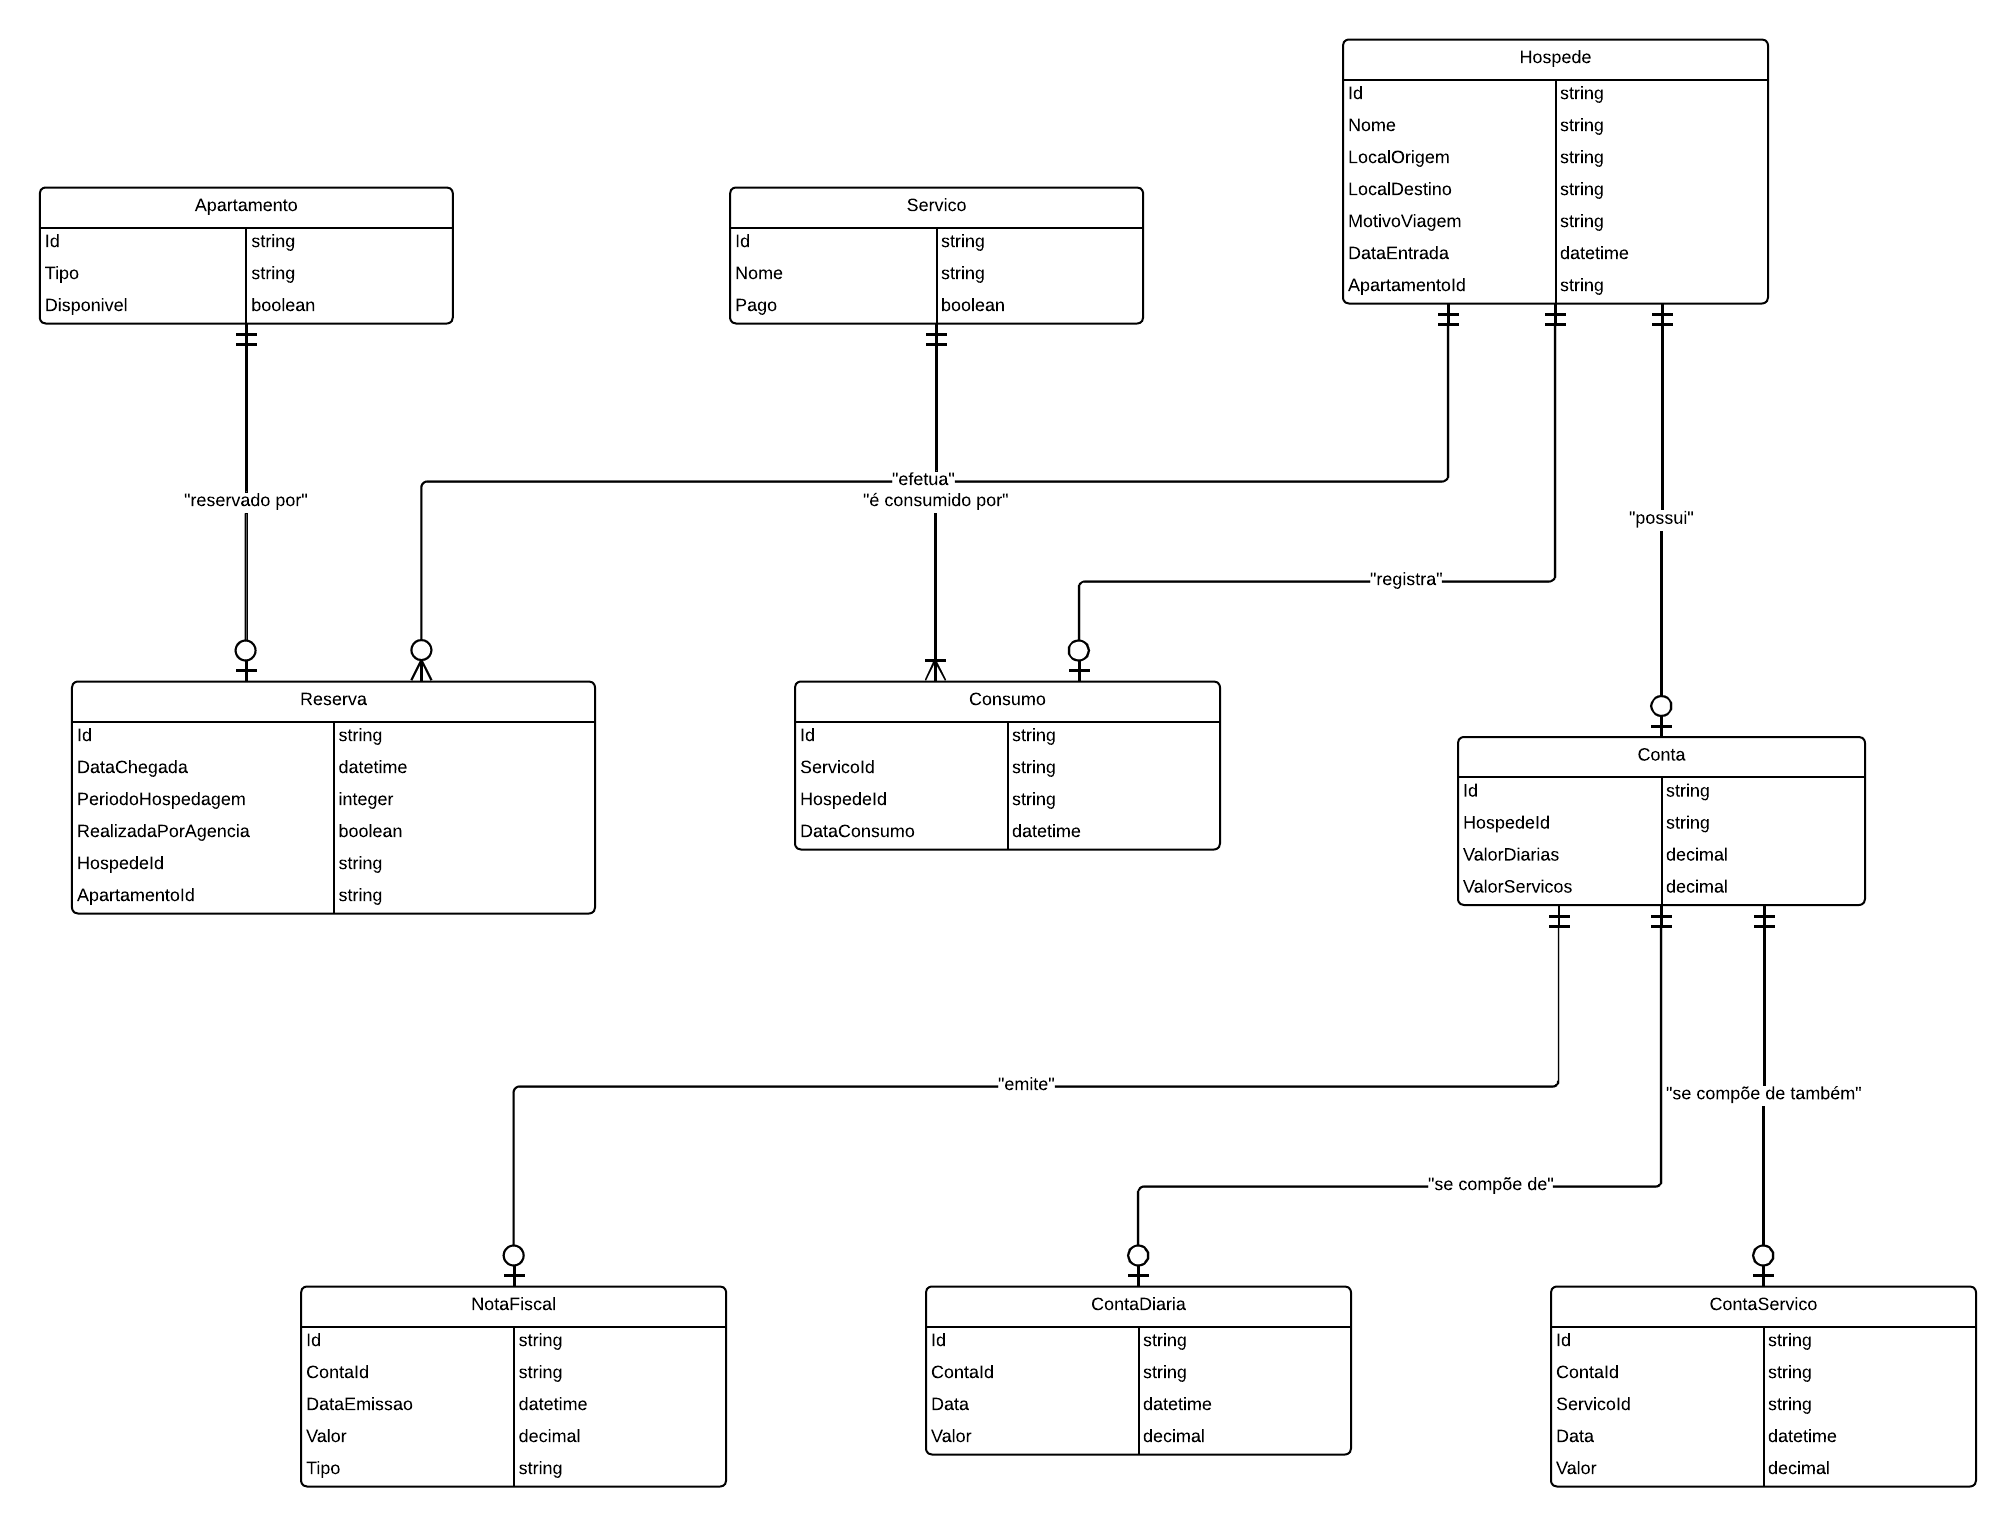 Hospede
Id string
Nome string
LocalOrigem string
LocalDestino string
MotivoViagem string
DataEntrada datetime
ApartamentoId string
Apartamento
Id string
Tipo string
Disponivel boolean
Servico
Id string
Nome string
Pago boolean
"efetua"
"reservado por"
"é consumido por"
"possui"
"registra"
Reserva
Id string
DataChegada datetime
PeriodoHospedagem integer
RealizadaPorAgencia boolean
HospedeId string
ApartamentoId string
Consumo
Id string
ServicoId string
HospedeId string
DataConsumo datetime
Conta
Id string
HospedeId string
ValorDiarias decimal
ValorServicos decimal
"emite"
"se compõe de também"
"se compõe de"
NotaFiscal
Id string
ContaId string
DataEmissao datetime
Valor decimal
Tipo string
ContaDiaria
Id string
ContaId string
Data datetime
Valor decimal
ContaServico
Id string
ContaId string
ServicoId string
Data datetime
Valor decimal